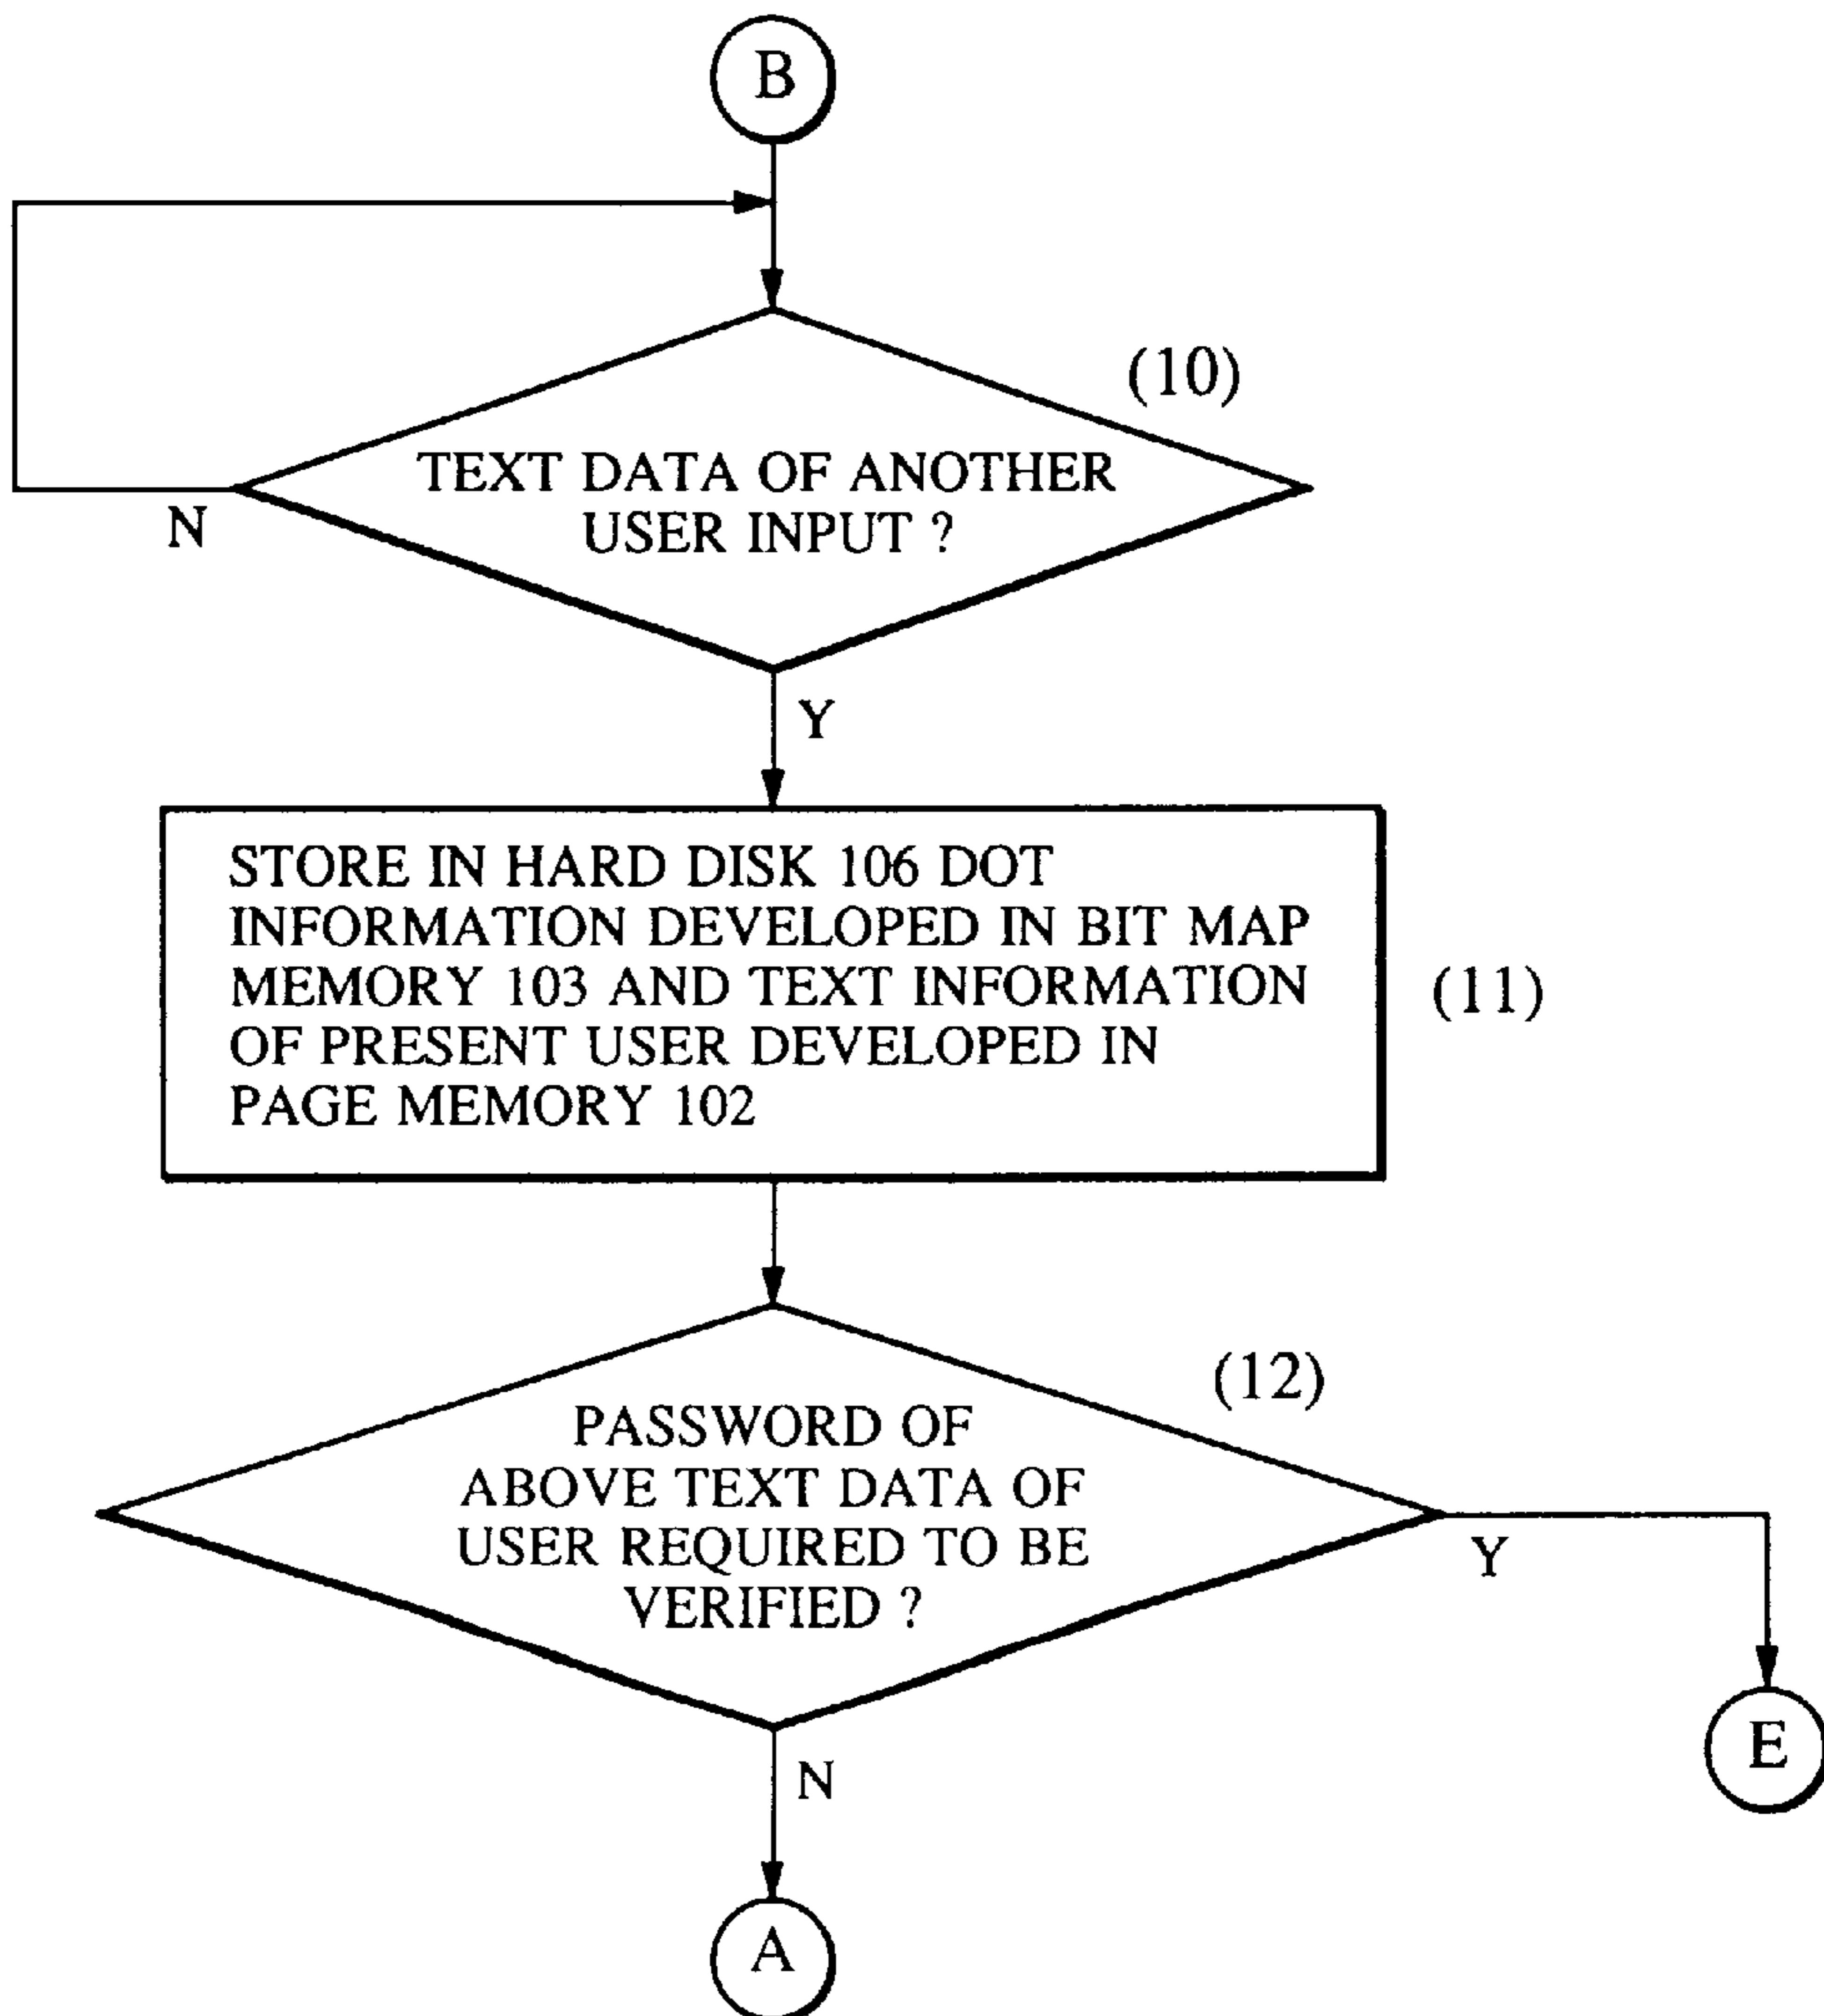 B
(10)
TEXT DATA OF ANOTHER
USER INPUT ?
N
Y
STORE IN HARD DISK 106 DOT
INFORMATION DEVELOPED IN BIT MAP
MEMORY 103 AND TEXT INFORMATION
OF PRESENT USER DEVELOPED IN
PAGE MEMORY 102
(11)
(12)
PASSWORD OF
ABOVE TEXT DATA OF
USER REQUIRED TO BE
VERIFIED ?
Y
E
N
A